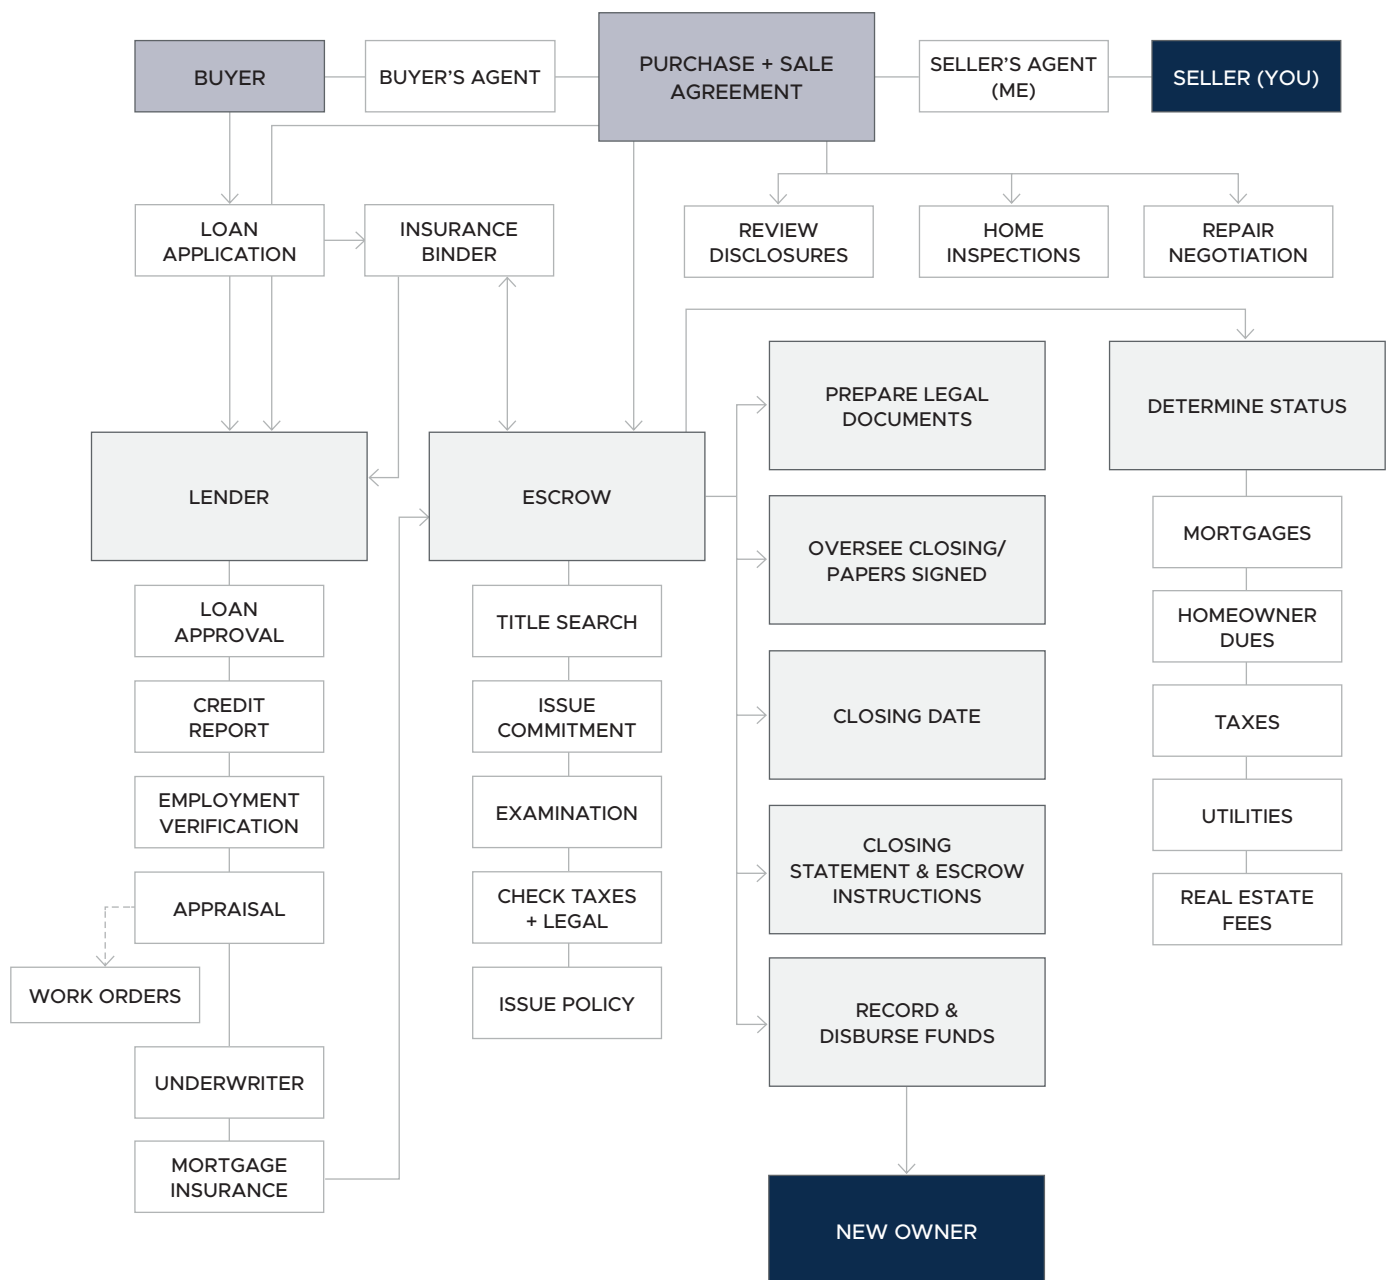 BUYER
BUYER'S AGENT
PURCHASE + SALE
AGREEMENT
SELLER'S AGENT
(ME)
SELLER (YOU)
LOAN
APPLICATION
INSURANCE
BINDER
REVIEW
DISCLOSURES
HOME
INSPECTIONS
REPAIR
NEGOTIATION
LENDER
ESCROW
PREPARE LEGAL
DOCUMENTS
DETERMINE STATUS
OVERSEE CLOSING/
PAPERS SIGNED
CLOSING DATE
CLOSING
STATEMENT & ESCROW
INSTRUCTIONS
RECORD &
DISBURSE FUNDS
MORTGAGES
HOMEOWNER
DUES
TAXES
UTILITIES
REAL ESTATE
FEES
LOAN
APPROVAL
CREDIT
REPORT
EMPLOYMENT
VERIFICATION
APPRAISAL
WORK ORDERS
UNDERWRITER
MORTGAGE
INSURANCE
TITLE SEARCH
ISSUE
COMMITMENT
EXAMINATION
CHECK TAXES
+ LEGAL
ISSUE POLICY
NEW OWNER